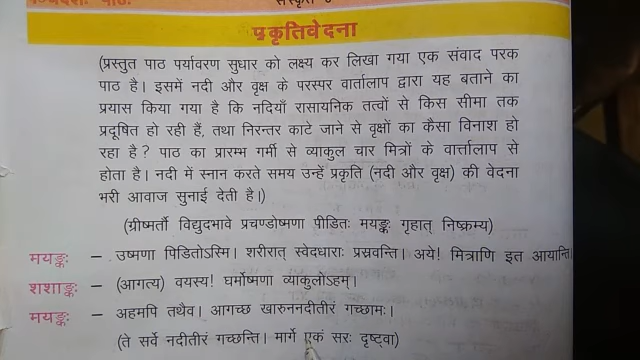 संस्कृत
प्रकृतिवेदना
(प्रस्तुत पाठ पर्यावरण सुधार को लक्ष्य कर लिखा गया एक संवाद परक
पाठ है। इसमें नदी और वृक्ष के परस्पर वार्तालाप द्वारा यह बताने का
प्रयास किया गया है कि नदियाँ रासायनिक तत्वों से किस सीमा तक
प्रदूषित हो रही हैं, तथा निरन्तर काटे जाने से वृक्षों का कैसा विनाश हो
रहा है? पाठ का प्रारम्भ गर्मी से व्याकुल चार मित्रों के वार्त्तालाप से
होता है। नदी में स्नान करते समय उन्हें प्रकृति (नदी और वृक्ष) की वेदना
भरी आवाज सुनाई देती है।)
(ग्रीष्मर्तौ विद्युदभावे प्रचण्डोष्मणा पीडितः मयङ्कः गृहात् निष्क्रम्य)
मयङ्कः – उष्मणा पिडितोऽस्मि। शरीरात् स्वेदधाराः प्रस्रवन्ति। अये! मित्राणि इत आयान्ति।
शशाङ्कः – (आगत्य) वयस्य! घर्मोष्मणा व्याकुलोऽहम्।
मयङ्कः – अहमपि तथैव। आगच्छ खारुननदीतीरं गच्छामः।
(ते सर्वे नदीतीरं गच्छन्ति। मार्गे एकं सरः दृष्ट्वा)